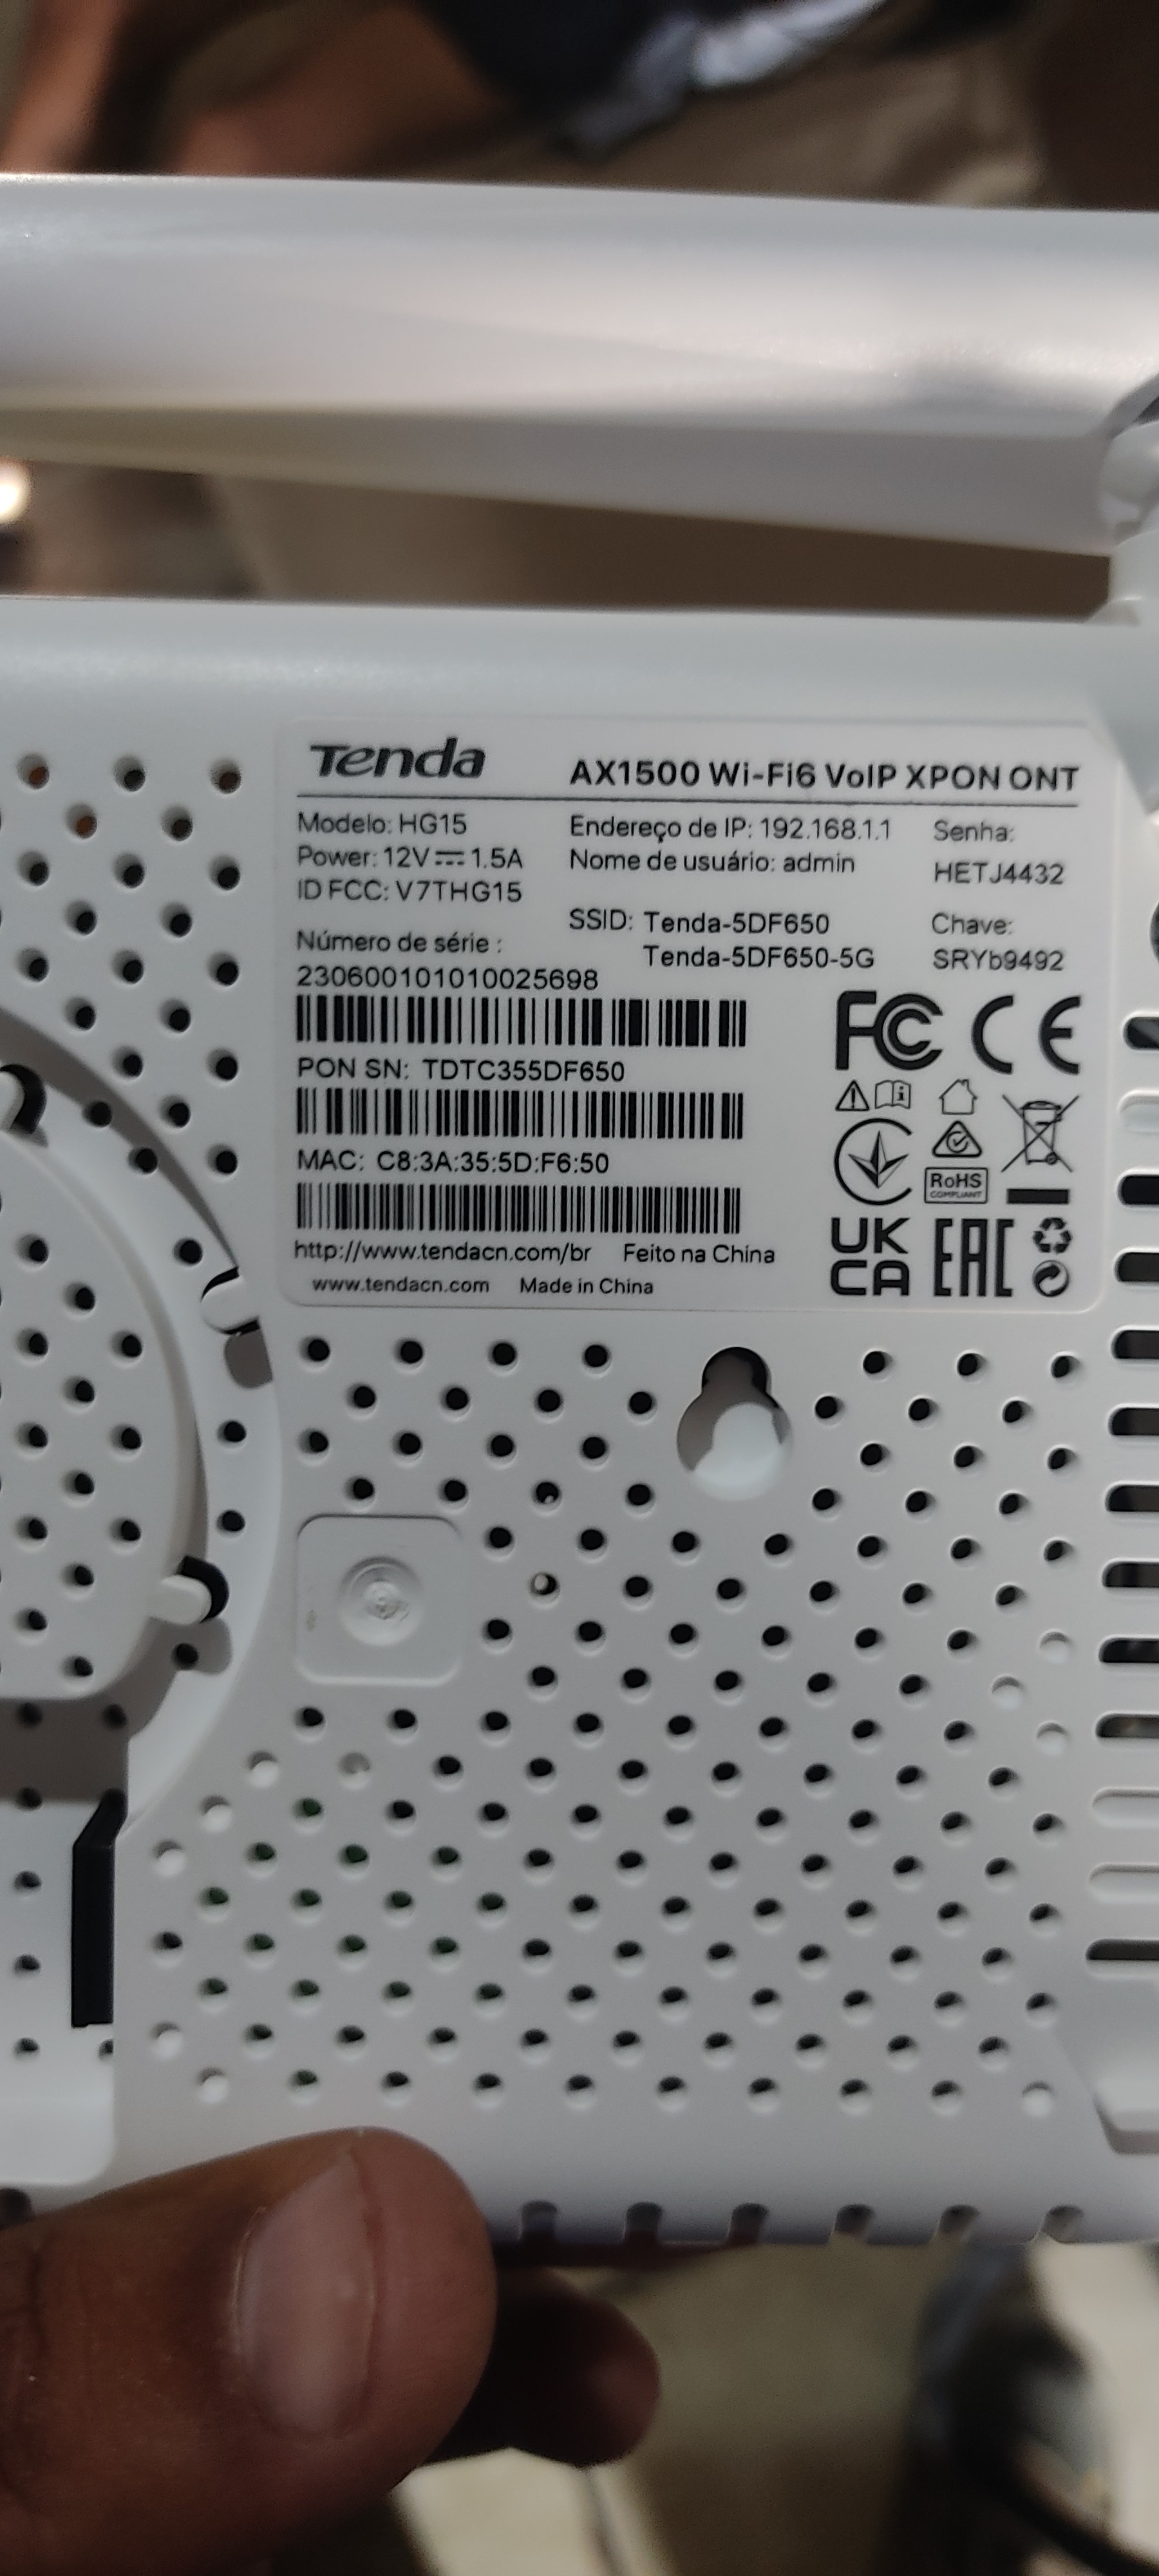 Tenda
AX1500 Wi-Fi6 VoIP XPON ONT
Modelo: HG15
Power: 12V⎓1.5A
ID FCC: V7THG15
Endereço de IP: 192.168.1.1
Nome de usuário: admin
Senha:
HETJ4432
SSID: Tenda-5DF650
Tenda-5DF650-5G
Chave:
SRYb9492
Número de série :
230600101010025698
PON SN: TDTC355DF650
MAC: C8:3A:35:5D:F6:50
http://www.tendacn.com/br Feito na China
www.tendacn.com Made in China
FC CE
RoHS
COMPLIANT
UK
CA
EAC